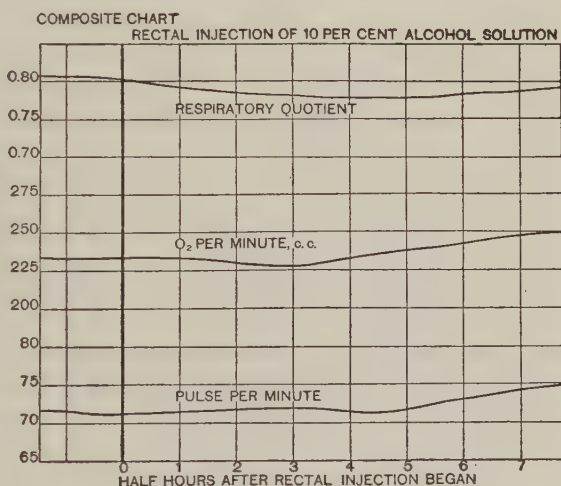 COMPOSITE CHART
RECTAL INJECTION OF 10 PER CENT ALCOHOL SOLUTION
0.80
RESPIRATORY QUOTIENT
0.75
0.70
275
O₂ PER MINUTE, c.c.
250
225
200
80
75
PULSE PER MINUTE
70
65
0 1 2 3 4 5 6 7
HALF HOURS AFTER RECTAL INJECTION BEGAN